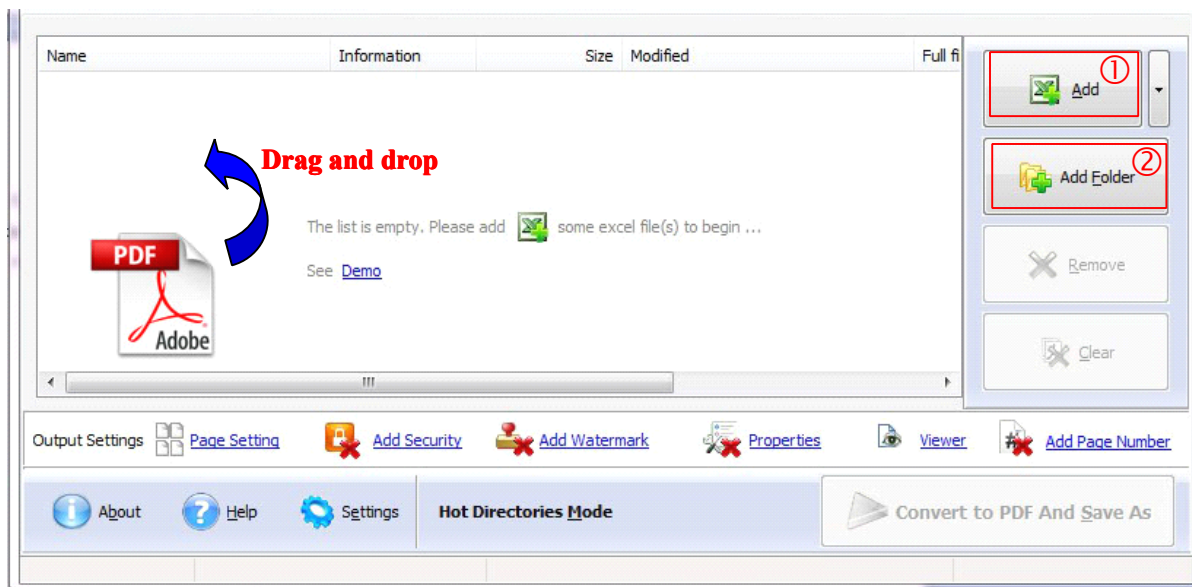 Name Information Size Modified Full fi
① Add
Drag and drop
② Add Folder
The list is empty. Please add some excel file(s) to begin ...
PDF
See Demo
Remove
Adobe
Clear
Output Settings Page Setting Add Security Add Watermark Properties Viewer Add Page Number
About Help Settings Hot Directories Mode Convert to PDF And Save As